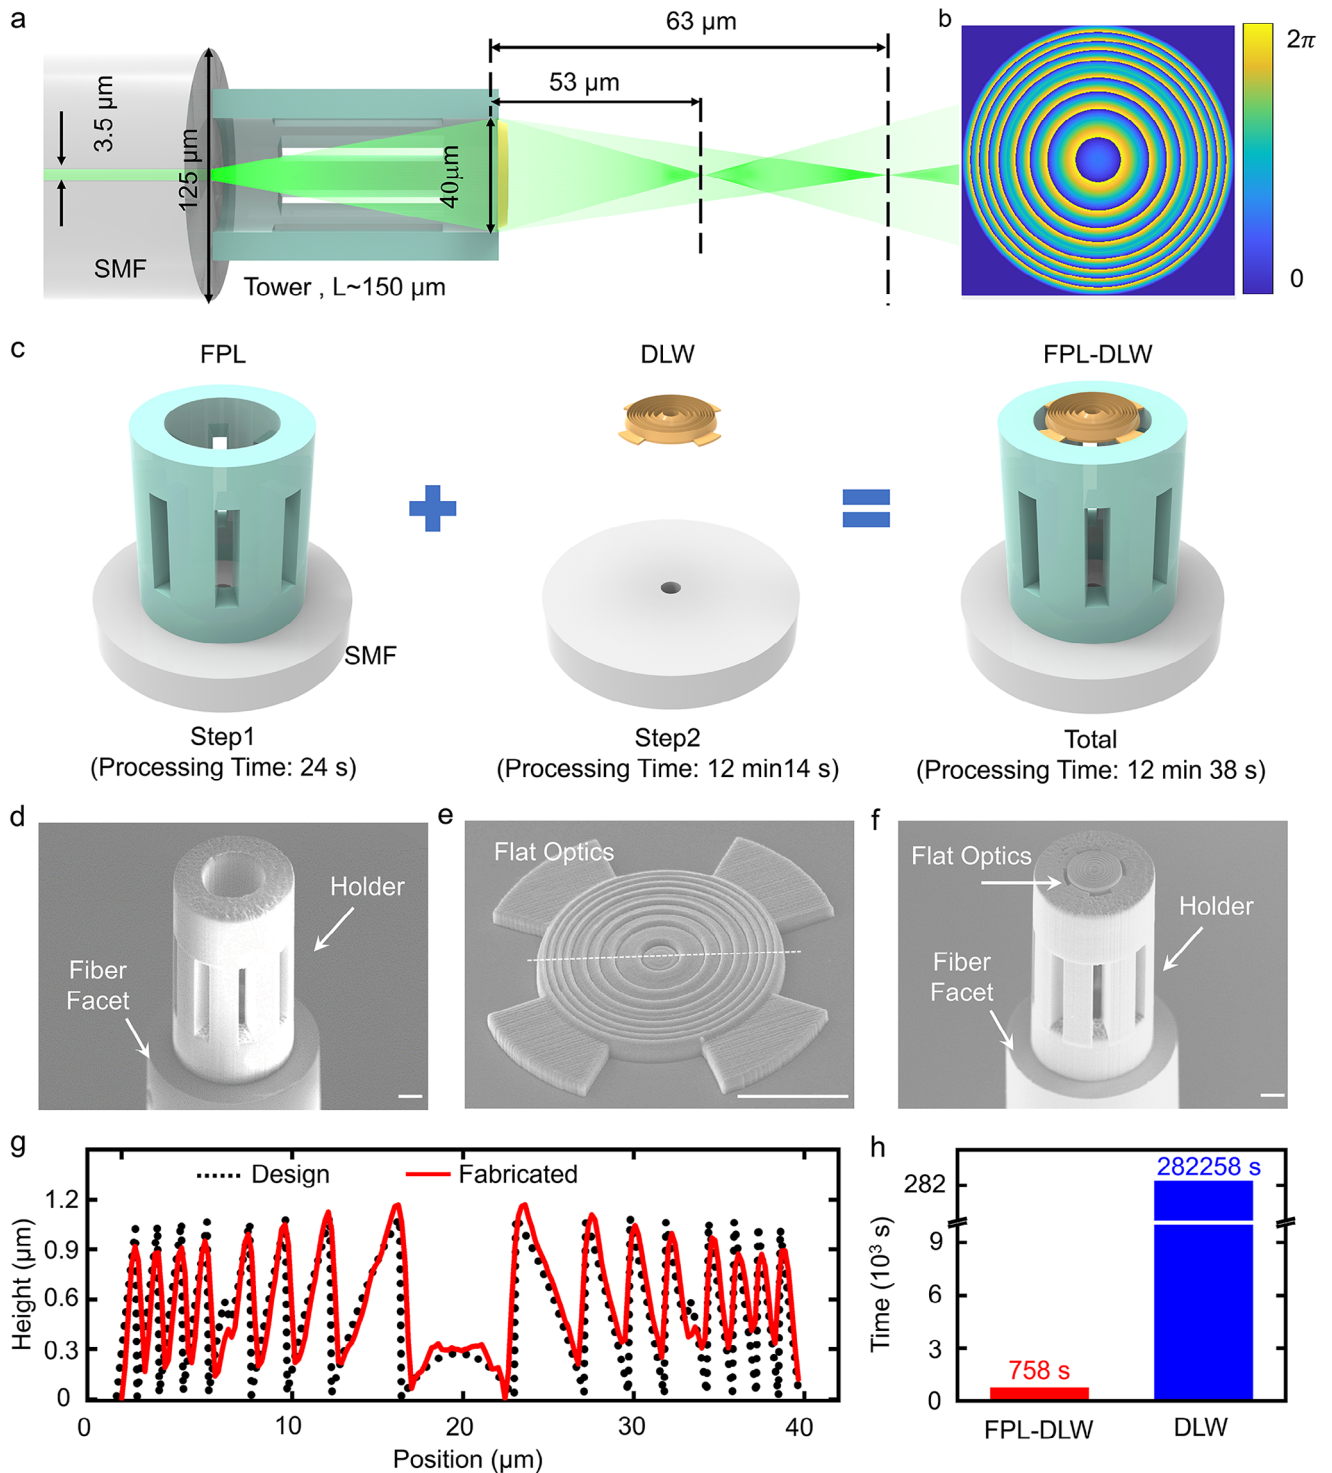 a
63 μm
53 μm
3.5 μm
125 μm
40μm
SMF
Tower , L~150 μm
b
2π
0
c
FPL
DLW
FPL-DLW
SMF
Step1
(Processing Time: 24 s)
Step2
(Processing Time: 12 min14 s)
Total
(Processing Time: 12 min 38 s)
d
Holder
Fiber
Facet
e
Flat Optics
f
Flat Optics
Holder
Fiber
Facet
g
Design
Fabricated
Height (μm)
1.2
0.9
0.6
0.3
0
0
10
20
30
40
Position (μm)
h
282258 s
758 s
Time (10³ s)
282
9
6
3
0
FPL-DLW
DLW